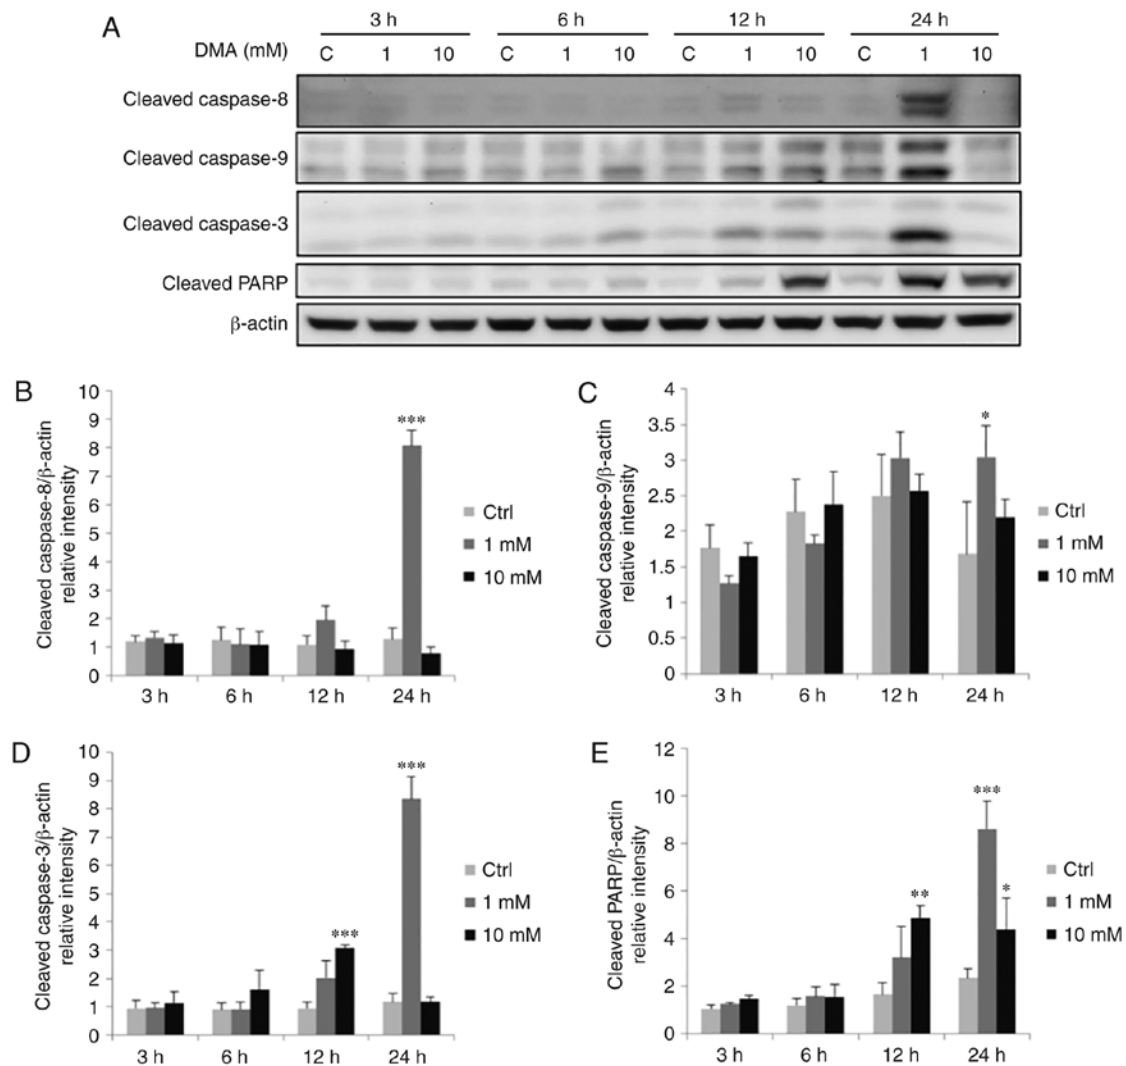 A
3 h 6 h 12 h 24 h
DMA (mM) C 1 10 C 1 10 C 1 10 C 1 10
Cleaved caspase-8
Cleaved caspase-9
Cleaved caspase-3
Cleaved PARP
β-actin
B
Cleaved caspase-8/β-actin
relative intensity
10
9
8
7
6
5
4
3
2
1
0
***
3 h 6 h 12 h 24 h
Ctrl
1 mM
10 mM
C
Cleaved caspase-9/β-actin
relative intensity
4
3.5
3
2.5
2
1.5
1
0.5
0
*
3 h 6 h 12 h 24 h
Ctrl
1 mM
10 mM
D
Cleaved caspase-3/β-actin
relative intensity
10
9
8
7
6
5
4
3
2
1
0
***
***
3 h 6 h 12 h 24 h
Ctrl
1 mM
10 mM
E
Cleaved PARP/β-actin
relative intensity
12
10
8
6
4
2
0
**
***
*
3 h 6 h 12 h 24 h
Ctrl
1 mM
10 mM